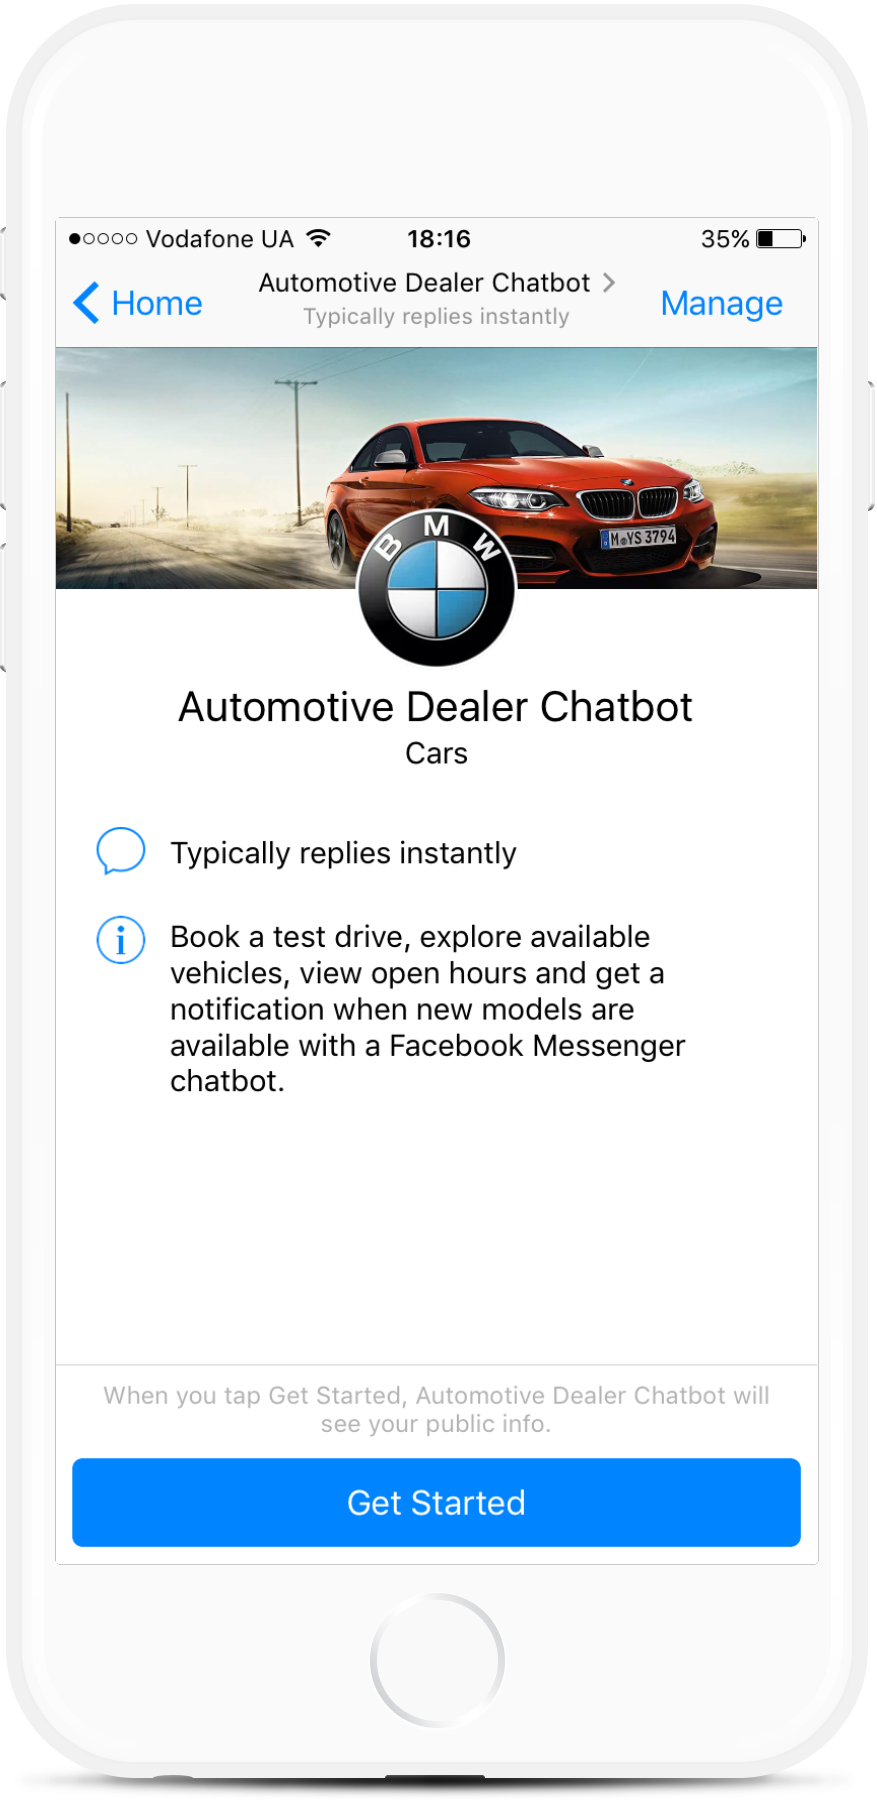 Vodafone UA 18:16 35%
Home Automotive Dealer Chatbot Manage
Typically replies instantly
M·YS 3794
BMW
Automotive Dealer Chatbot
Cars
Typically replies instantly
Book a test drive, explore available
vehicles, view open hours and get a
notification when new models are
available with a Facebook Messenger
chatbot.
When you tap Get Started, Automotive Dealer Chatbot will
see your public info.
Get Started